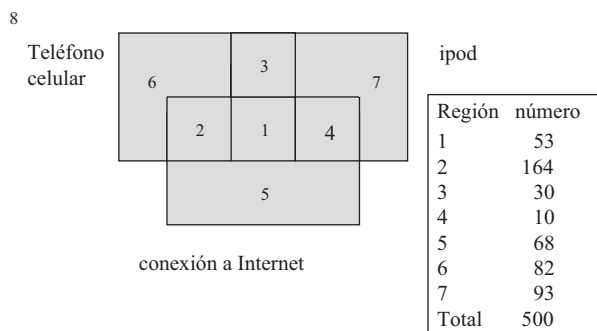 8
Teléfono
celular
6
3
7
ipod
2
1
4
5
conexión a Internet
Región número
1 53
2 164
3 30
4 10
5 68
6 82
7 93
Total 500